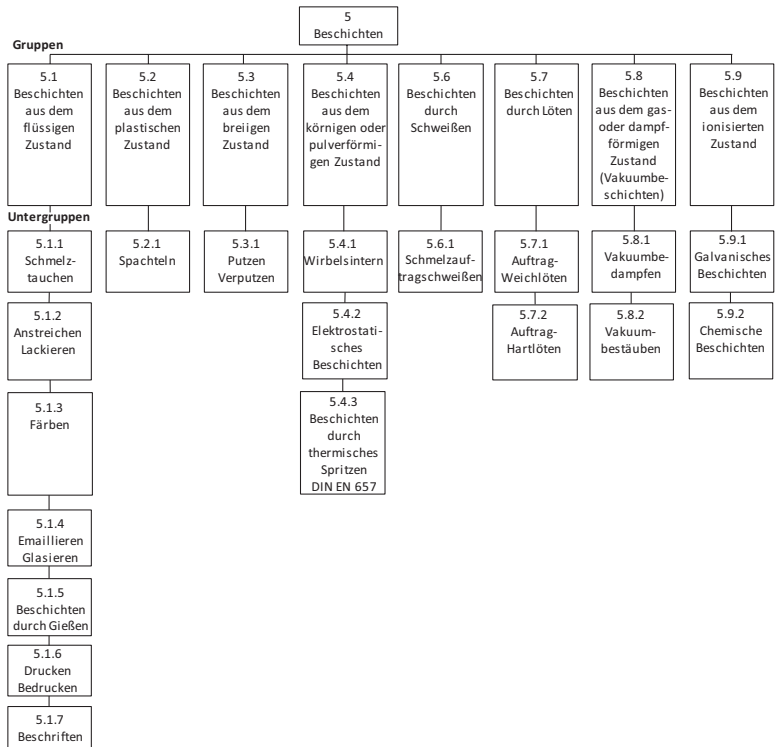 5
Beschichten
Gruppen
5.1
Beschichten
aus dem
flüssigen
Zustand
5.2
Beschichten
aus dem
plastischen
Zustand
5.3
Beschichten
aus dem
breiigen
Zustand
5.4
Beschichten
aus dem
körnigen oder
pulverförmi-
gen Zustand
5.6
Beschichten
durch
Schweißen
5.7
Beschichten
durch Löten
5.8
Beschichten
aus dem gas-
oder dampf-
förmigen
Zustand
(Vakuumbe-
schichten)
5.9
Beschichten
aus dem
ionisierten
Zustand
Untergruppen
5.1.1
Schmelz-
tauchen
5.2.1
Spachteln
5.3.1
Putzen
Verputzen
5.4.1
Wirbelsintern
5.6.1
Schmelzauf-
tragschweißen
5.7.1
Auftrag-
Weichlöten
5.8.1
Vakuumbe-
dampfen
5.9.1
Galvanisches
Beschichten
5.1.2
Anstreichen
Lackieren
5.4.2
Elektrostati-
sches
Beschichten
5.7.2
Auftrag-
Hartlöten
5.8.2
Vakuum-
bestäuben
5.9.2
Chemische
Beschichten
5.1.3
Färben
5.4.3
Beschichten
durch
thermisches
Spritzen
DIN EN 657
5.1.4
Emaillieren
Glasieren
5.1.5
Beschichten
durch Gießen
5.1.6
Drucken
Bedrucken
5.1.7
Beschriften